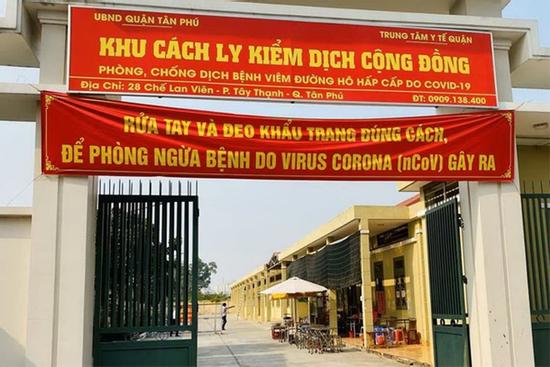 UBND QUẬN TÂN PHÚ
TRUNG TÂM Y TẾ QUẬN
KHU CÁCH LY KIỂM DỊCH CỘNG ĐỒNG
PHÒNG, CHỐNG DỊCH BỆNH VIÊM ĐƯỜNG HÔ HẤP CẤP DO COVID-19
Địa Chỉ: 28 Chế Lan Viên - P. Tây Thạnh - Q. Tân Phú ĐT: 0909.138.400
RỬA TAY VÀ ĐEO KHẨU TRANG ĐÚNG CÁCH,
ĐỂ PHÒNG NGỪA BỆNH DO VIRUS CORONA (nCoV) GÂY RA